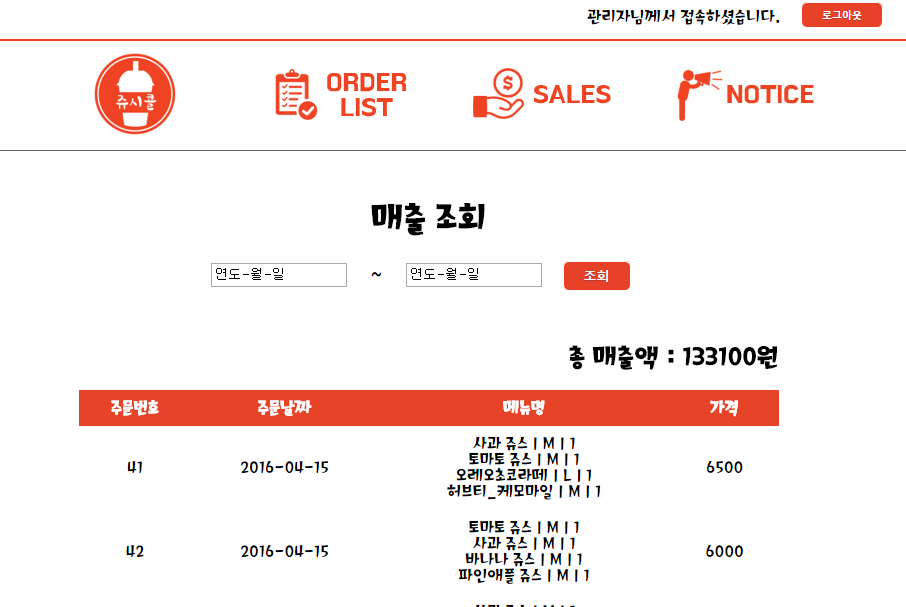 관리자님께서 접속하셨습니다.
로그아웃
쥬시쿨
ORDER
LIST
SALES
NOTICE
매출 조회
연도-월-일 ~ 연도-월-일 조회
총 매출액 : 133100원
주문번호 주문날짜 메뉴명 가격
사과 쥬스 | M | 1
토마토 쥬스 | M | 1
41 2016-04-15 6500
오레오초코라떼 | L | 1
허브티_케모마일 | M | 1
토마토 쥬스 | M | 1
사과 쥬스 | M | 1
42 2016-04-15 6000
바나나 쥬스 | M | 1
파인애플 쥬스 | M | 1